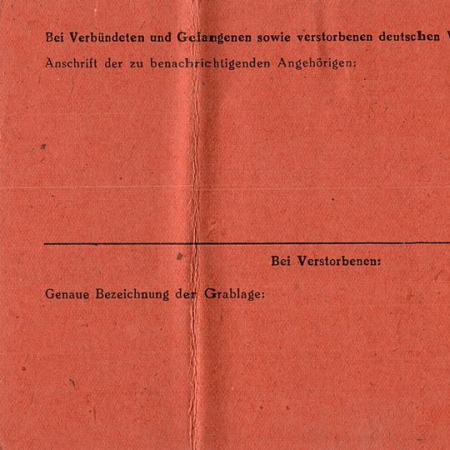 Bei Verbündeten und Gefangenen sowie verstorbenen deutschen
Anschrift der zu benachrichtigenden Angehörigen:
Bei Verstorbenen:
Genaue Bezeichnung der Grablage: